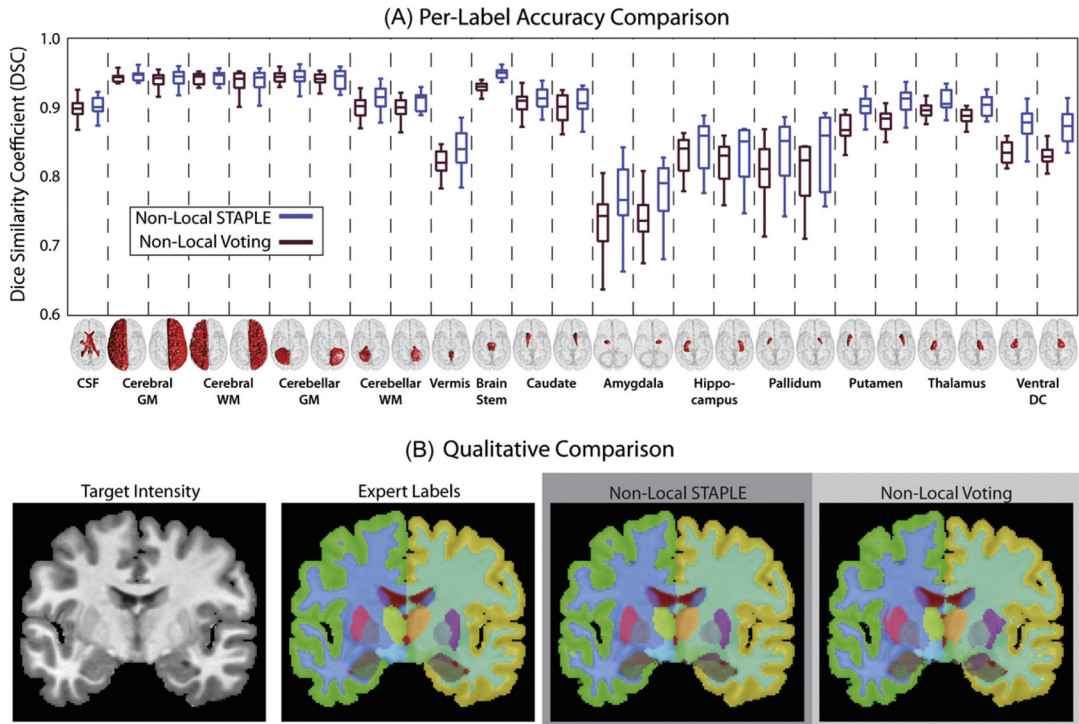 (A) Per-Label Accuracy Comparison
Dice Similarity Coefficient (DSC)
1.0
0.9
0.8
0.7
0.6
Non-Local STAPLE
Non-Local Voting
CSF
Cerebral
GM
Cerebral
WM
Cerebellar
GM
Cerebellar
WM
Vermis
Brain
Stem
Caudate
Amygdala
Hippo-
campus
Pallidum
Putamen
Thalamus
Ventral
DC
(B) Qualitative Comparison
Target Intensity
Expert Labels
Non-Local STAPLE
Non-Local Voting